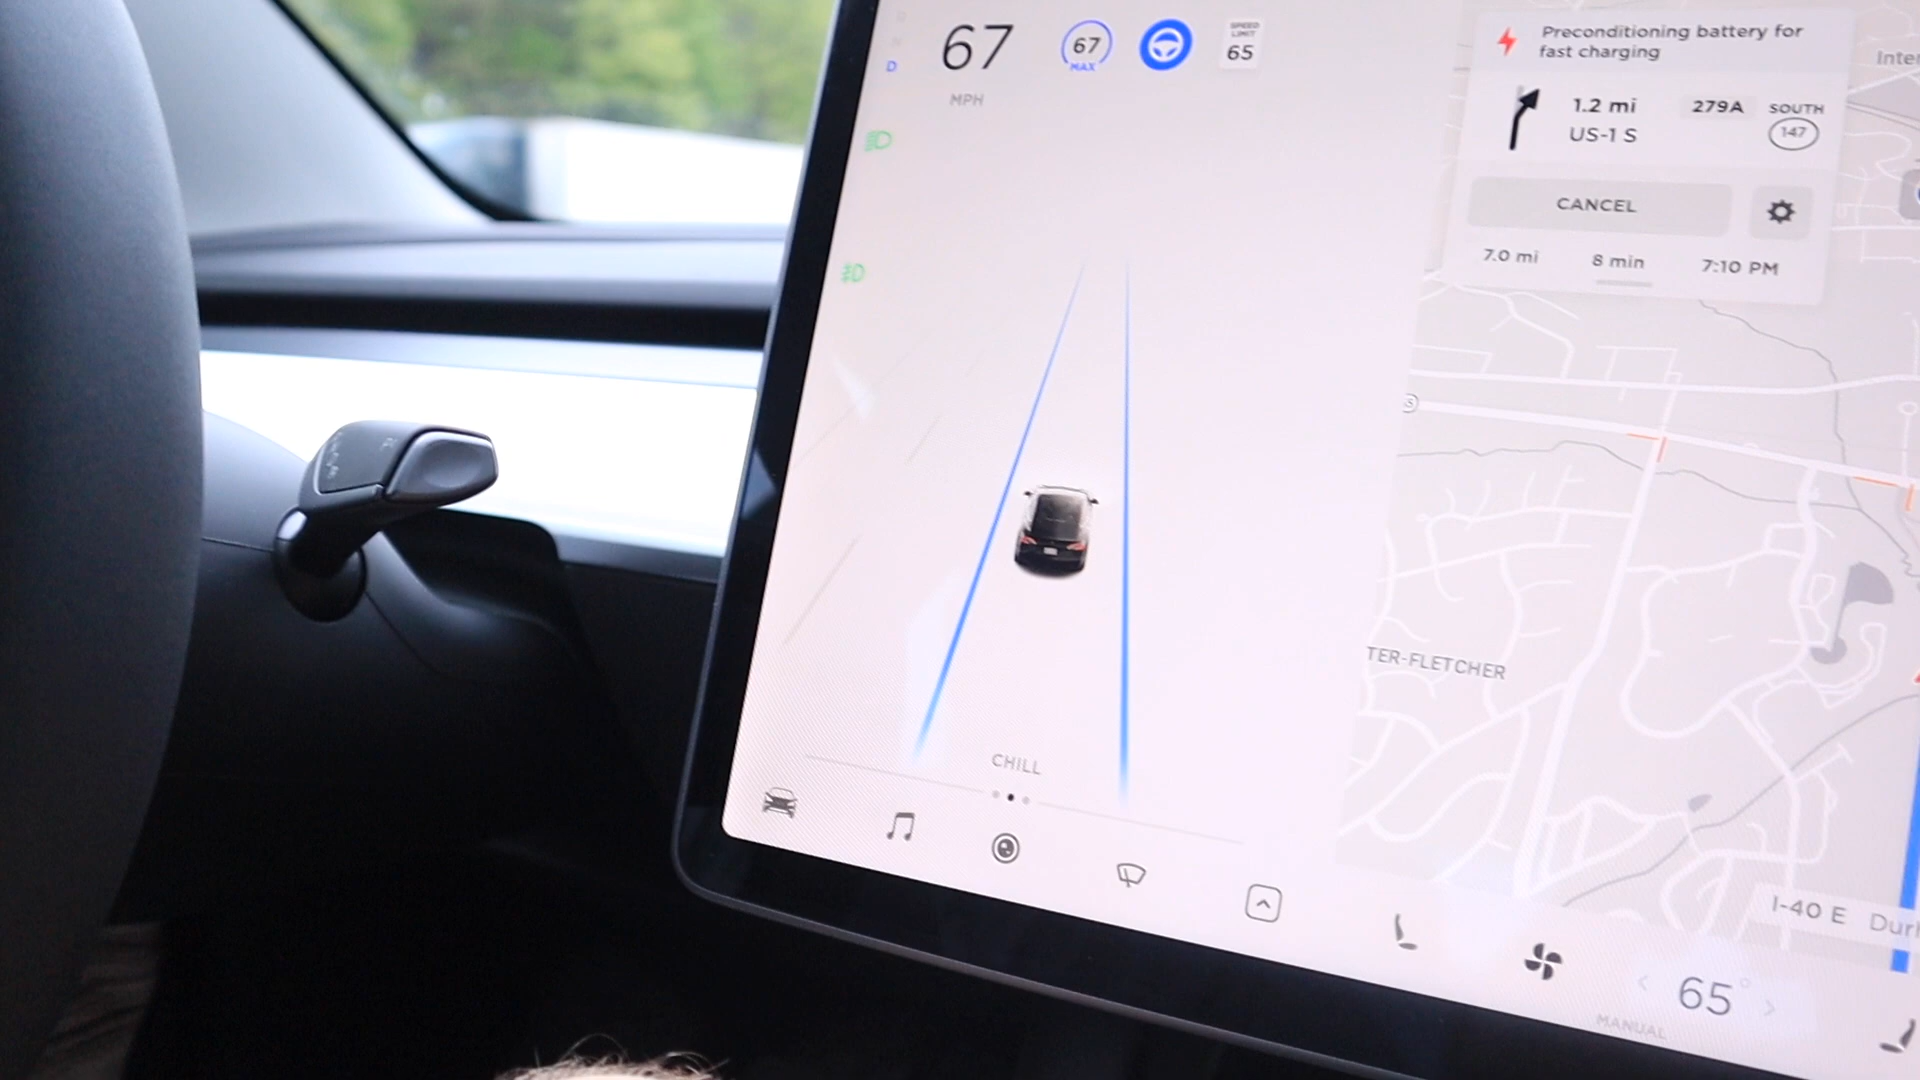 67
MPH
D
67
MAX
SPEED
LIMIT
65
Preconditioning battery for
fast charging
1.2 mi
279A
SOUTH
US-1 S
147
CANCEL
7.0 mi
8 min
7:10 PM
S
TER-FLETCHER
CHILL
I-40 E
65°
MANUAL